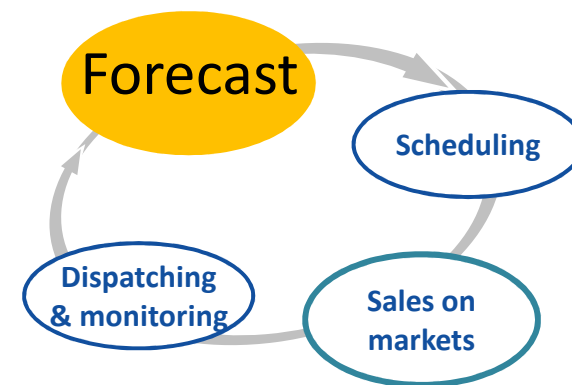 Forecast
Scheduling
Sales on
markets
Dispatching
& monitoring